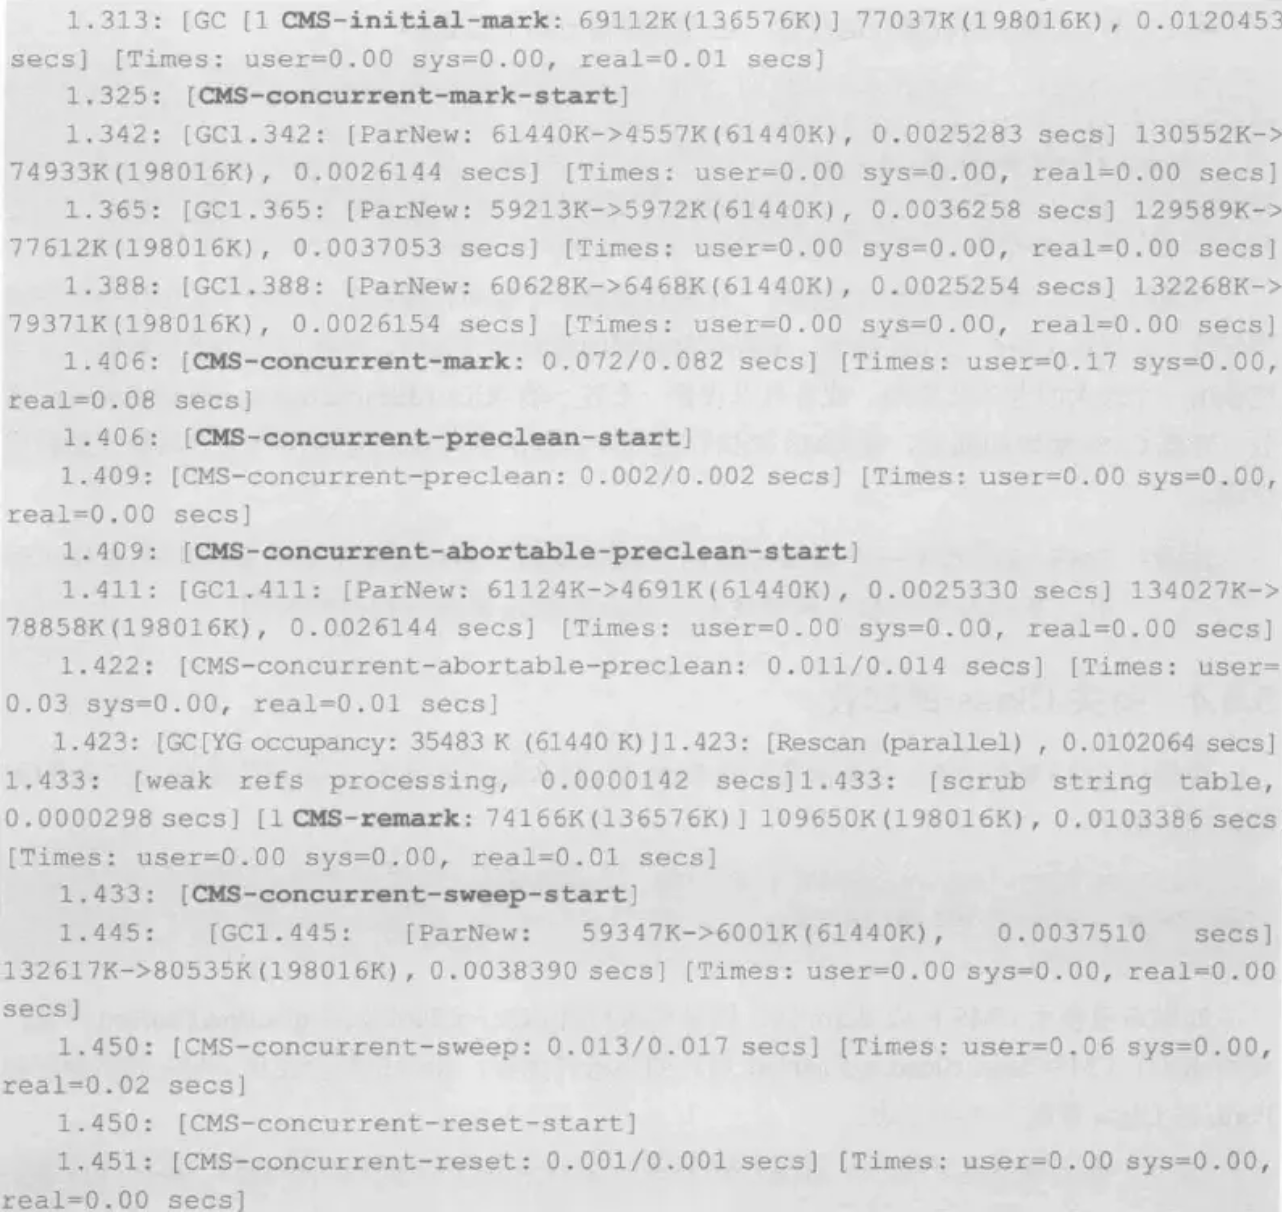 1.313: [GC [1 CMS-initial-mark: 69112K(136576K)] 77037K(198016K), 0.0120453
secs] [Times: user=0.00 sys=0.00, real=0.01 secs]
1.325: [CMS-concurrent-mark-start]
1.342: [GC1.342: [ParNew: 61440K->4557K(61440K), 0.0025283 secs] 130552K->
74933K(198016K), 0.0026144 secs] [Times: user=0.00 sys=0.00, real=0.00 secs]
1.365: [GC1.365: [ParNew: 59213K->5972K(61440K), 0.0036258 secs] 129589K->
77612K(198016K), 0.0037053 secs] [Times: user=0.00 sys=0.00, real=0.00 secs]
1.388: [GC1.388: [ParNew: 60628K->6468K(61440K), 0.0025254 secs] 132268K->
79371K(198016K), 0.0026154 secs] [Times: user=0.00 sys=0.00, real=0.00 secs]
1.406: [CMS-concurrent-mark: 0.072/0.082 secs] [Times: user=0.17 sys=0.00,
real=0.08 secs]
1.406: [CMS-concurrent-preclean-start]
1.409: [CMS-concurrent-preclean: 0.002/0.002 secs] [Times: user=0.00 sys=0.00,
real=0.00 secs]
1.409: [CMS-concurrent-abortable-preclean-start]
1.411: [GC1.411: [ParNew: 61124K->4691K(61440K), 0.0025330 secs] 134027K->
78858K(198016K), 0.0026144 secs] [Times: user=0.00 sys=0.00, real=0.00 secs]
1.422: [CMS-concurrent-abortable-preclean: 0.011/0.014 secs] [Times: user=
0.03 sys=0.00, real=0.01 secs]
1.423: [GC[YG occupancy: 35483 K (61440 K)]1.423: [Rescan (parallel) , 0.0102064 secs]
1.433: [weak refs processing, 0.0000142 secs]1.433: [scrub string table,
0.0000298 secs] [1 CMS-remark: 74166K(136576K)] 109650K(198016K), 0.0103386 secs
[Times: user=0.00 sys=0.00, real=0.01 secs]
1.433: [CMS-concurrent-sweep-start]
1.445: [GC1.445: [ParNew: 59347K->6001K(61440K), 0.0037510 secs]
132617K->80535K(198016K), 0.0038390 secs] [Times: user=0.00 sys=0.00, real=0.00
secs]
1.450: [CMS-concurrent-sweep: 0.013/0.017 secs] [Times: user=0.06 sys=0.00,
real=0.02 secs]
1.450: [CMS-concurrent-reset-start]
1.451: [CMS-concurrent-reset: 0.001/0.001 secs] [Times: user=0.00 sys=0.00,
real=0.00 secs]